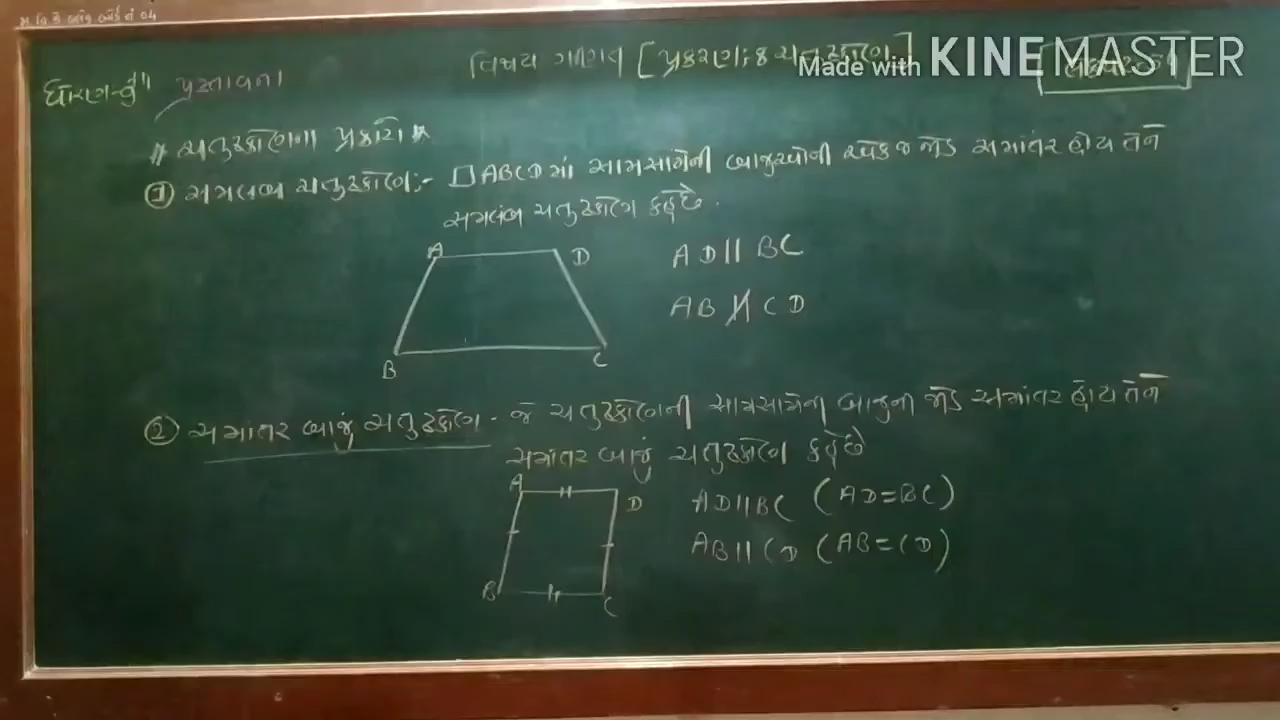 Made with KINEMASTER
વિષય ગણિત [પ્રકરણ: 8 ચતુષ્કોણ]
ધોરણ-9
પ્રસ્તાવના
# ચતુષ્કોણના પ્રકારો *
① સમલંબ ચતુષ્કોણ:- □ABCD માં સામસામેની બાજુઓની એક જ જોડ સમાંતર હોય તેને
સમલંબ ચતુષ્કોણ કહે છે.
A D
B C
AD || BC
AB ∦ CD
② સમાંતર બાજુ ચતુષ્કોણ - જે ચતુષ્કોણની સામસામેની બાજુની જોડ સમાંતર હોય તેને
સમાંતર બાજુ ચતુષ્કોણ કહે છે
A D
B C
AD || BC (AD = BC)
AB || CD (AB = CD)